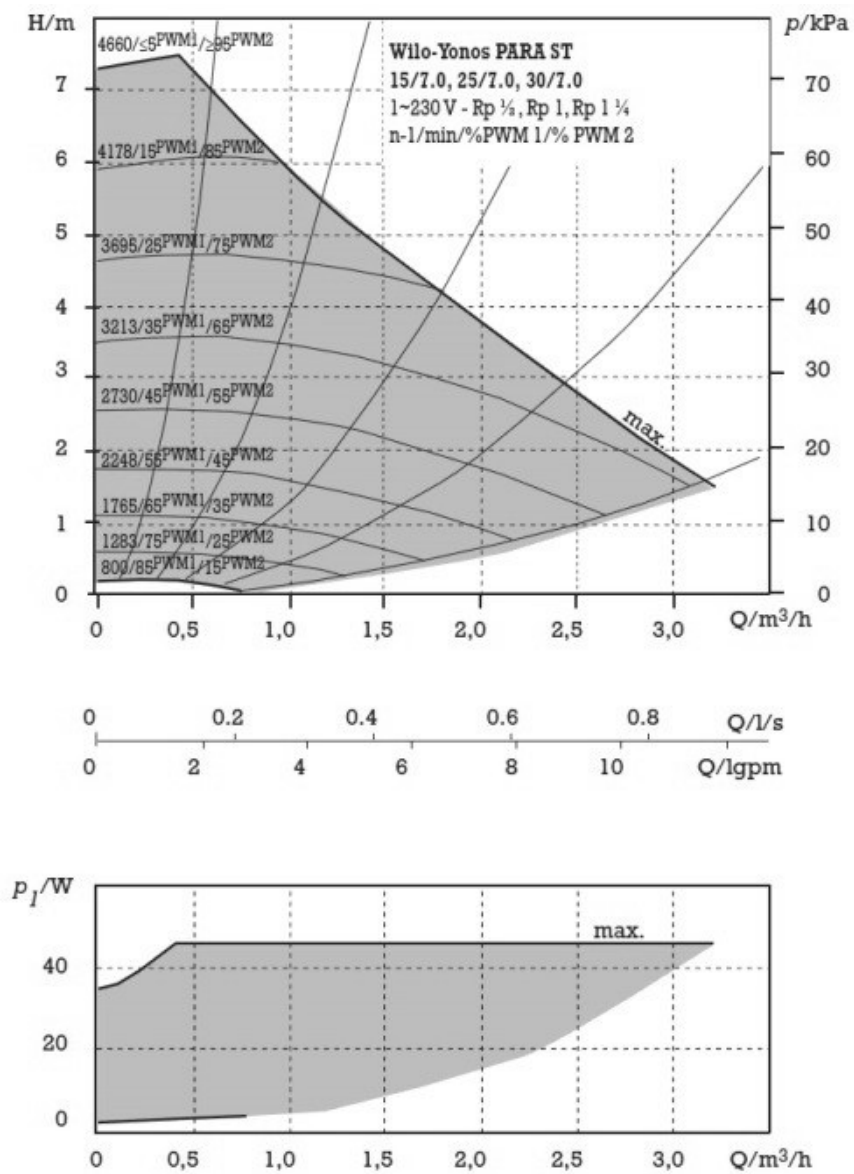 H/m
p/kPa
4660/≤5PWM1/≥95PWM2
Wilo-Yonos PARA ST
15/7.0, 25/7.0, 30/7.0
1~230 V - Rp ½, Rp 1, Rp 1 ¼
n-1/min/%PWM 1/% PWM 2
7
70
4178/15PWM1/85PWM2
6
60
3695/25PWM1/75PWM2
5
50
3213/35PWM1/65PWM2
4
40
2730/45PWM1/55PWM2
3
30
max.
2248/55PWM1/45PWM2
2
20
1765/65PWM1/35PWM2
1
10
1283/75PWM1/25PWM2
800/85PWM1/15PWM2
0
0
0 0,5 1,0 1,5 2,0 2,5 3,0 Q/m³/h
0 0.2 0.4 0.6 0.8 Q/l/s
0 2 4 6 8 10 Q/lgpm
p1/W
max.
40
20
0
0 0,5 1,0 1,5 2,0 2,5 3,0 Q/m³/h